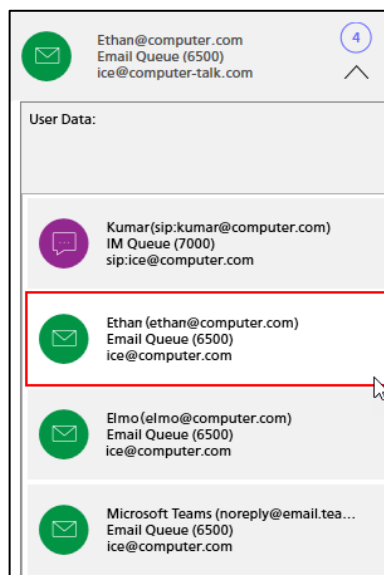 Ethan@computer.com
4
Email Queue (6500)
ice@computer-talk.com
User Data:
Kumar(sip:kumar@computer.com)
IM Queue (7000)
sip:ice@computer.com
Ethan (ethan@computer.com)
Email Queue (6500)
ice@computer.com
Elmo(elmo@computer.com)
Email Queue (6500)
ice@computer.com
Microsoft Teams (noreply@email.tea...
Email Queue (6500)
ice@computer.com